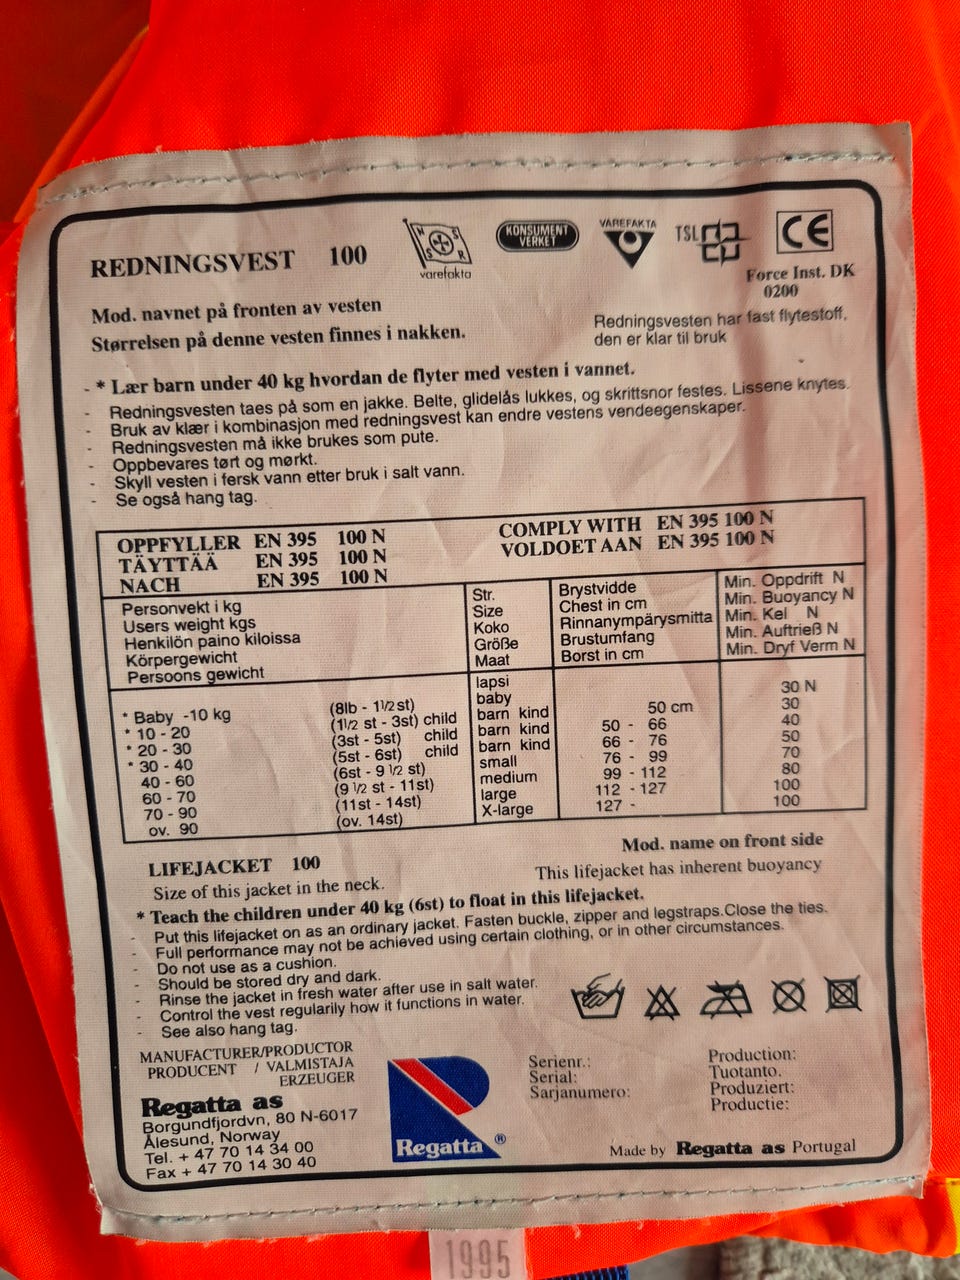 REDNINGSVEST 100
N S S R
varefakta
KONSUMENT
VERKET
VAREFAKTA
TSL
CE
Force Inst. DK
0200
Mod. navnet på fronten av vesten
Størrelsen på denne vesten finnes i nakken.
Redningsvesten har fast flytestoff,
den er klar til bruk
- * Lær barn under 40 kg hvordan de flyter med vesten i vannet.
- Redningsvesten taes på som en jakke. Belte, glidelås lukkes, og skrittsnor festes. Lissene knytes.
- Bruk av klær i kombinasjon med redningsvest kan endre vestens vendeegenskaper.
- Redningsvesten må ikke brukes som pute.
- Oppbevares tørt og mørkt.
- Skyll vesten i fersk vann etter bruk i salt vann.
- Se også hang tag.
OPPFYLLER EN 395 100 N COMPLY WITH EN 395 100 N
TÄYTTÄÄ EN 395 100 N VOLDOET AAN EN 395 100 N
NACH EN 395 100 N
Personvekt i kg Str. Brystvidde Min. Oppdrift N
Users weight kgs Size Chest in cm Min. Buoyancy N
Henkilön paino kiloissa Koko Rinnanympärysmitta Min. Kel N
Körpergewicht Größe Brustumfang Min. Auftrieß N
Persoons gewicht Maat Borst in cm Min. Dryf Verm N
lapsi 30 N
* Baby -10 kg (8lb - 1½ st) baby 50 cm 30
* 10 - 20 (1½ st - 3st) child barn kind 50 - 66 40
* 20 - 30 (3st - 5st) child barn kind 66 - 76 50
* 30 - 40 (5st - 6st) child barn kind 76 - 99 70
40 - 60 (6st - 9 ½ st) small 99 - 112 80
60 - 70 (9 ½ st - 11st) medium 112 - 127 100
70 - 90 (11st - 14st) large 127 - 100
ov. 90 (ov. 14st) X-large
LIFEJACKET 100 Mod. name on front side
Size of this jacket in the neck. This lifejacket has inherent buoyancy
* Teach the children under 40 kg (6st) to float in this lifejacket.
- Put this lifejacket on as an ordinary jacket. Fasten buckle, zipper and legstraps.Close the ties.
- Full performance may not be achieved using certain clothing, or in other circumstances.
- Do not use as a cushion.
- Should be stored dry and dark.
- Rinse the jacket in fresh water after use in salt water.
- Control the vest regularily how it functions in water.
- See also hang tag.
MANUFACTURER/PRODUCTOR
PRODUCENT / VALMISTAJA
ERZEUGER
Regatta as
Borgundfjordvn, 80 N-6017
Ålesund, Norway
Tel. + 47 70 14 34 00
Fax + 47 70 14 30 40
Regatta ®
Serienr.:
Serial:
Sarjanumero:
Production:
Tuotanto.
Produziert:
Productie:
Made by Regatta as Portugal
1995